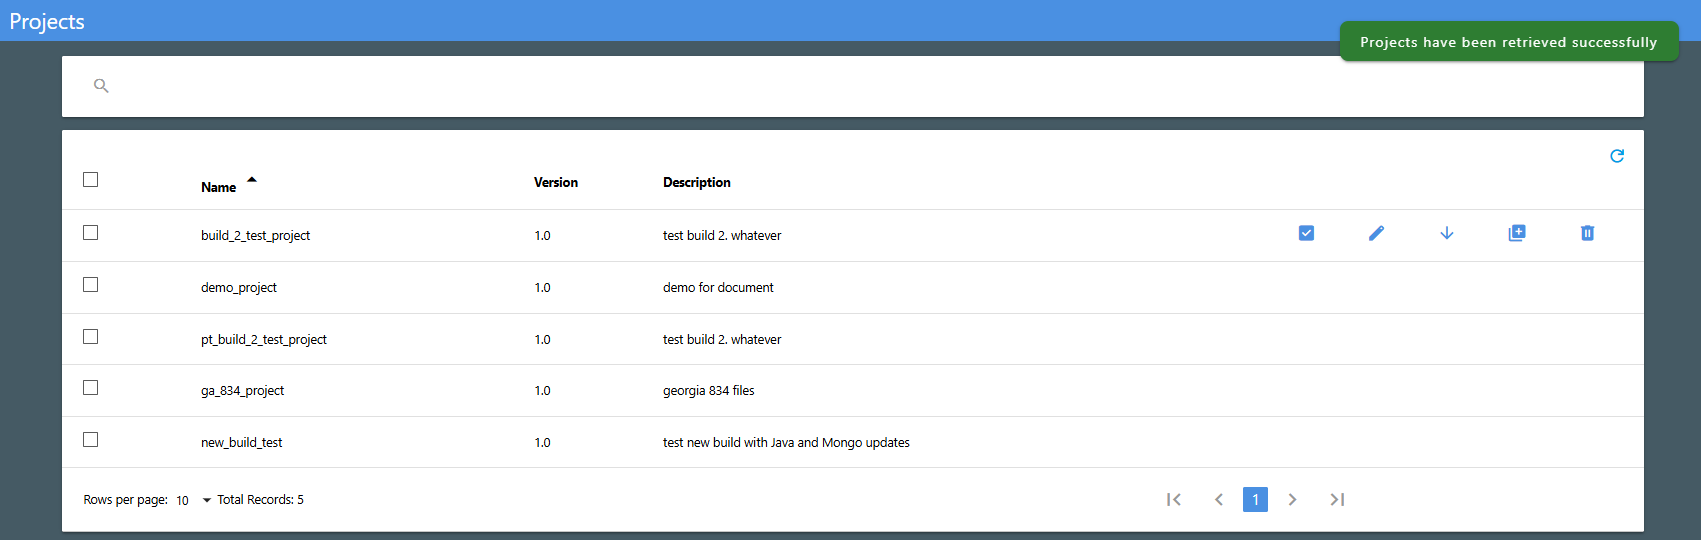 Projects
Projects have been retrieved successfully
Name Version Description
build_2_test_project 1.0 test build 2. whatever
demo_project 1.0 demo for document
pt_build_2_test_project 1.0 test build 2. whatever
ga_834_project 1.0 georgia 834 files
new_build_test 1.0 test new build with Java and Mongo updates
Rows per page: 10 Total Records: 5 1